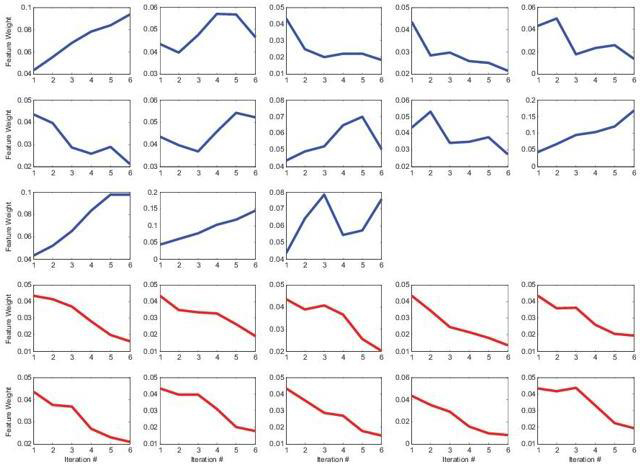 0.1 0.06 0.05 0.05 0.06
0.08 0.05 0.04 0.04 0.04
0.06 0.04 0.03 0.03 0.02
0.04 0.03 0.01 0.02 0
Feature Weight
1 2 3 4 5 6 1 2 3 4 5 6 1 2 3 4 5 6 1 2 3 4 5 6 1 2 3 4 5 6
0.05 0.06 0.08 0.06 0.2
0.04 0.05 0.07 0.05 0.15
0.03 0.04 0.05 0.04 0.1
0.02 0.03 0.04 0.02 0
Feature Weight
1 2 3 4 5 6 1 2 3 4 5 6 1 2 3 4 5 6 1 2 3 4 5 6 1 2 3 4 5 6
0.1 0.2 0.08
0.08 0.15 0.07
0.06 0.1 0.06
0.05 0.05
0.04 0 0.04
Feature Weight
1 2 3 4 5 6 1 2 3 4 5 6 1 2 3 4 5 6
0.05 0.05 0.05 0.05 0.05
0.04 0.04 0.04 0.04 0.04
0.03 0.03 0.03 0.03 0.03
0.02 0.02 0.02 0.02
0.01 0.01 0.02 0.01 0.01
Feature Weight
1 2 3 4 5 6 1 2 3 4 5 6 1 2 3 4 5 6 1 2 3 4 5 6 1 2 3 4 5 6
0.05 0.05 0.05 0.06 0.05
0.04 0.04 0.04 0.04 0.04
0.03 0.03 0.03 0.02 0.03
0.02 0.01 0.01 0 0.01
Feature Weight
1 2 3 4 5 6 1 2 3 4 5 6 1 2 3 4 5 6 1 2 3 4 5 6 1 2 3 4 5 6
Iteration # Iteration # Iteration # Iteration # Iteration #